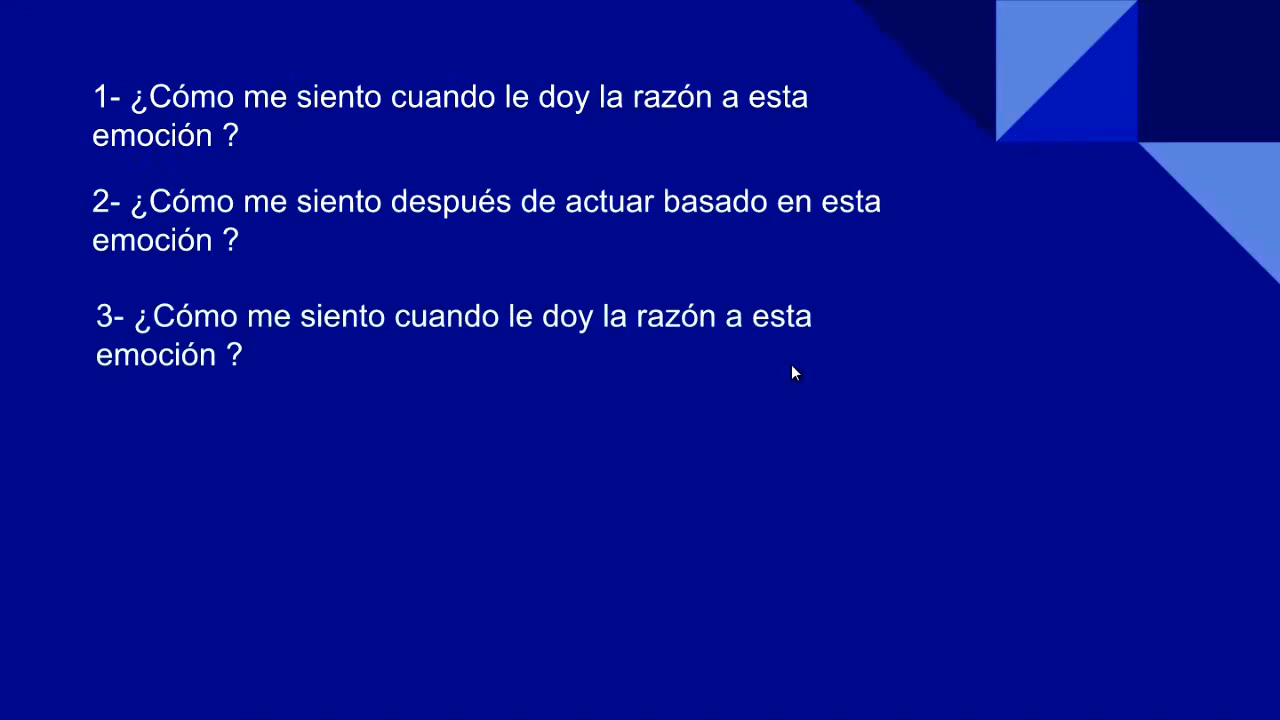 1- ¿Cómo me siento cuando le doy la razón a esta
emoción ?
2- ¿Cómo me siento después de actuar basado en esta
emoción ?
3- ¿Cómo me siento cuando le doy la razón a esta
emoción ?